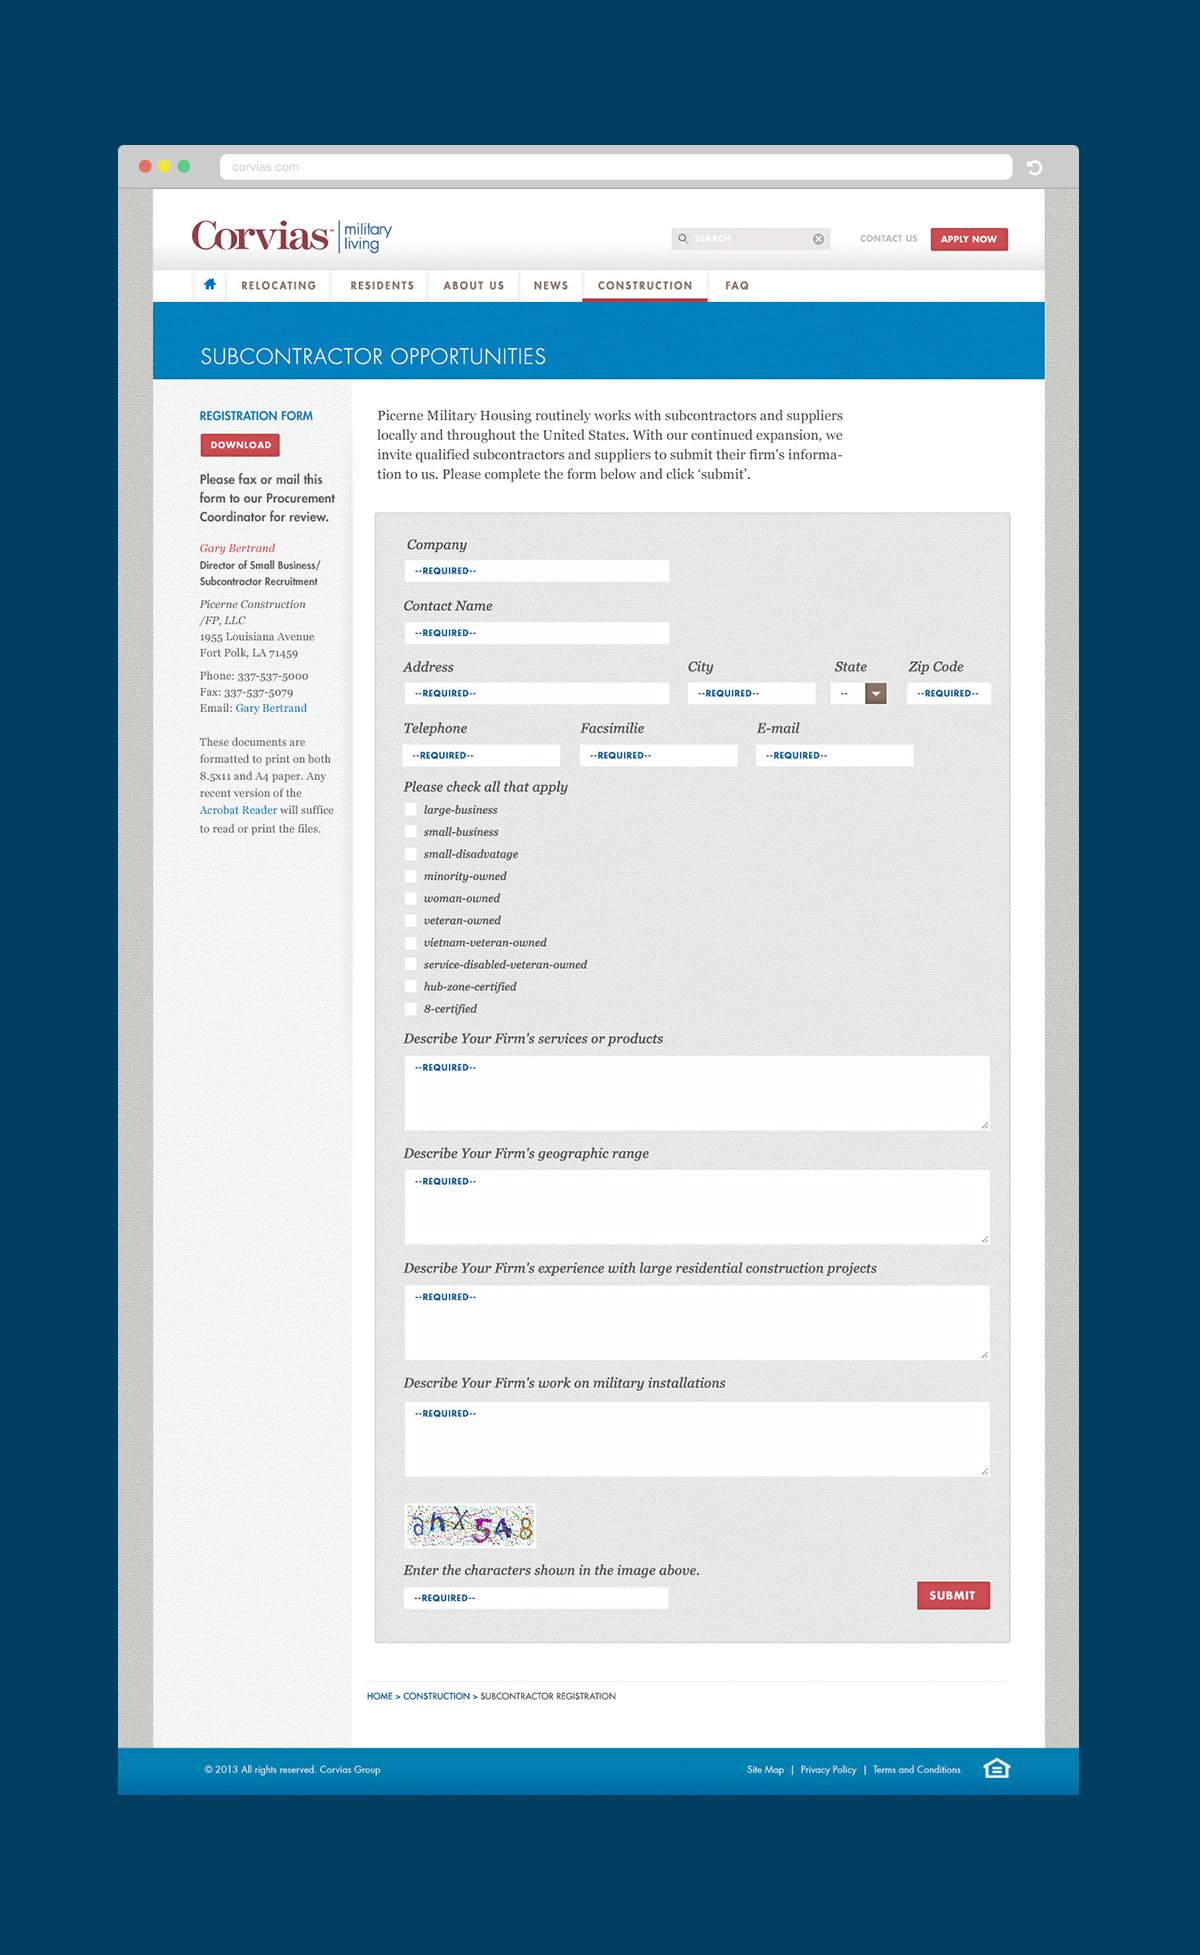 corvias.com
Corvias™ military
living
SEARCH
CONTACT US
APPLY NOW
RELOCATING
RESIDENTS
ABOUT US
NEWS
CONSTRUCTION
FAQ
SUBCONTRACTOR OPPORTUNITIES
REGISTRATION FORM
DOWNLOAD
Please fax or mail this
form to our Procurement
Coordinator for review.
Gary Bertrand
Director of Small Business/
Subcontractor Recruitment
Picerne Construction
/FP, LLC
1955 Louisiana Avenue
Fort Polk, LA 71459
Phone: 337-537-5000
Fax: 337-537-5079
Email: Gary Bertrand
These documents are
formatted to print on both
8.5x11 and A4 paper. Any
recent version of the
Acrobat Reader will suffice
to read or print the files.
Picerne Military Housing routinely works with subcontractors and suppliers
locally and throughout the United States. With our continued expansion, we
invite qualified subcontractors and suppliers to submit their firm's informa-
tion to us. Please complete the form below and click ‘submit’.
Company
--REQUIRED--
Contact Name
--REQUIRED--
Address City State Zip Code
--REQUIRED-- --REQUIRED-- -- --REQUIRED--
Telephone Facsimilie E-mail
--REQUIRED-- --REQUIRED-- --REQUIRED--
Please check all that apply
large-business
small-business
small-disadvatage
minority-owned
woman-owned
veteran-owned
vietnam-veteran-owned
service-disabled-veteran-owned
hub-zone-certified
8-certified
Describe Your Firm's services or products
--REQUIRED--
Describe Your Firm's geographic range
--REQUIRED--
Describe Your Firm's experience with large residential construction projects
--REQUIRED--
Describe Your Firm's work on military installations
--REQUIRED--
ahX548
Enter the characters shown in the image above.
--REQUIRED--
SUBMIT
HOME > CONSTRUCTION > SUBCONTRACTOR REGISTRATION
© 2013 All rights reserved. Corvias Group
Site Map | Privacy Policy | Terms and Conditions